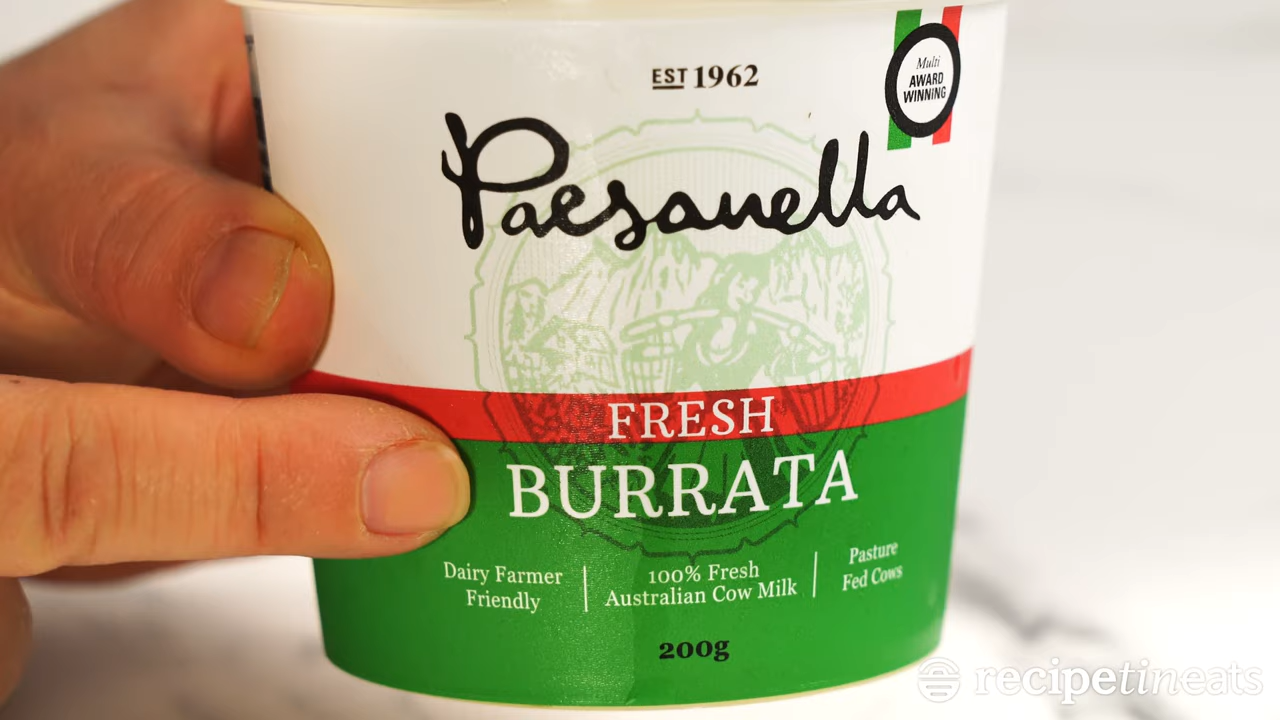 EST 1962
Multi
AWARD
WINNING
Paesanella
FRESH
BURRATA
Dairy Farmer
Friendly
100% Fresh
Australian Cow Milk
Pasture
Fed Cows
200g
recipetineats